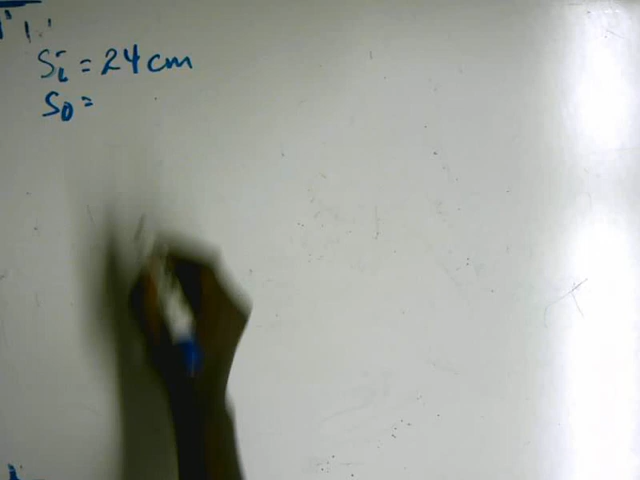 Si = 24 cm
So =